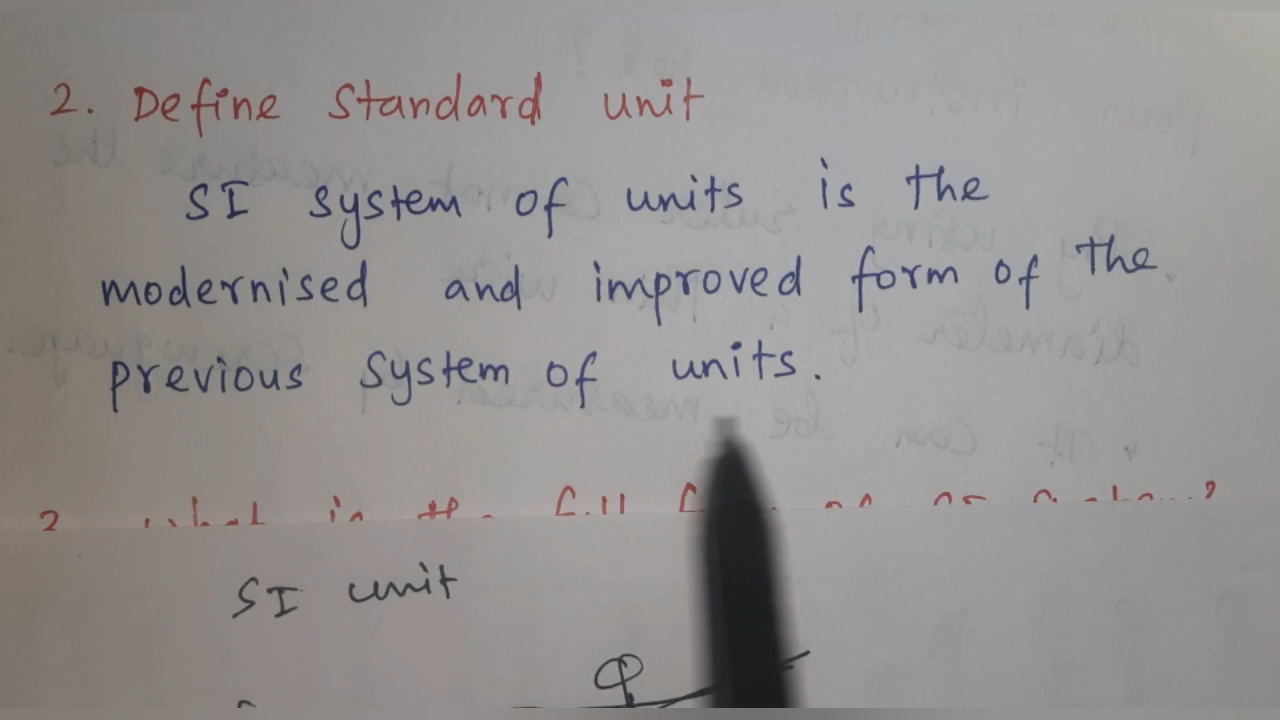 2. Define Standard unit
SI system of units is the
modernised and improved form of the
previous system of units.
SI unit